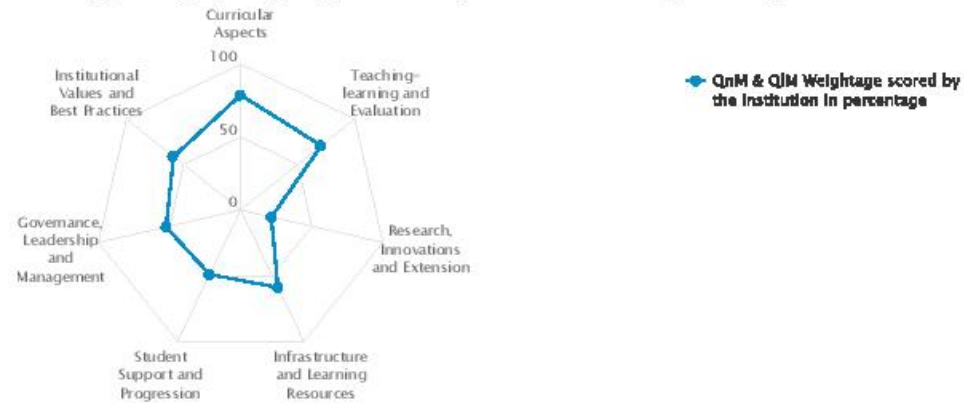 Curricular
Aspects
100
Institutional
Values and
Best Practices
Teaching-
learning and
Evaluation
QnM & QlM Weightage scored by
the institution in percentage
50
0
Governance,
Leadership
and
Management
Research,
Innovations
and Extension
Student
Support and
Progression
Infrastructure
and Learning
Resources